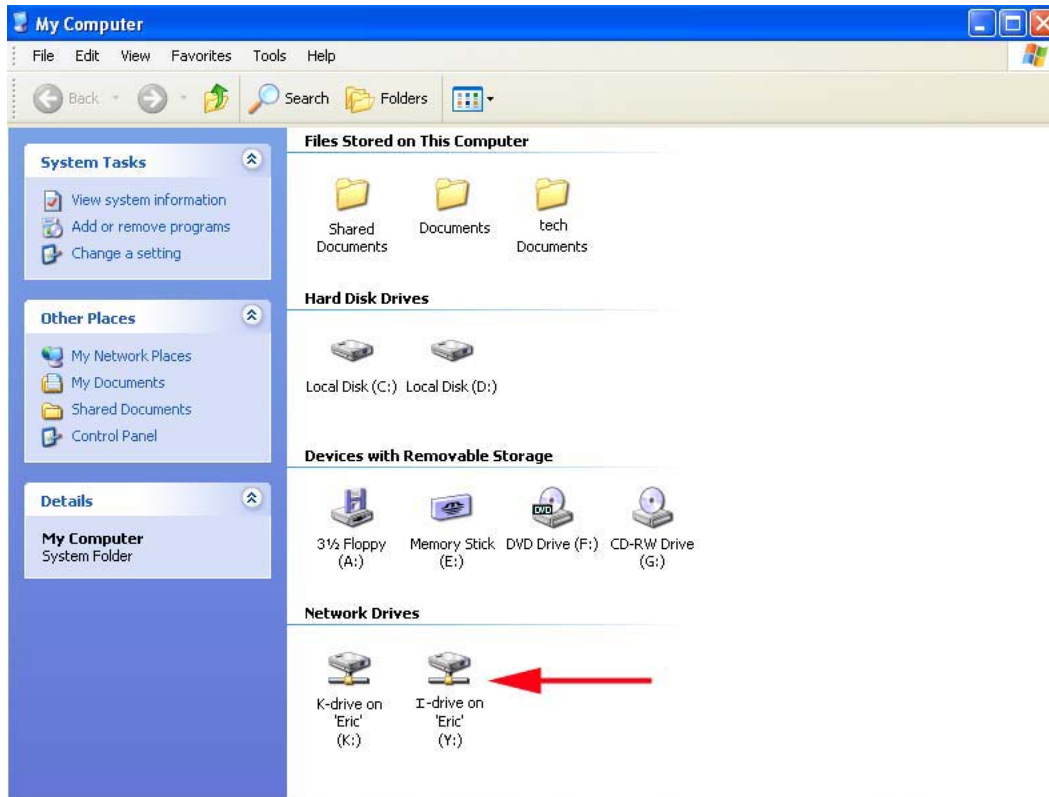 My Computer
File Edit View Favorites Tools Help
Back Search Folders
System Tasks
View system information
Add or remove programs
Change a setting
Other Places
My Network Places
My Documents
Shared Documents
Control Panel
Details
My Computer
System Folder
Files Stored on This Computer
Shared Documents tech
Documents Documents
Hard Disk Drives
Local Disk (C:) Local Disk (D:)
Devices with Removable Storage
3½ Floppy Memory Stick DVD Drive (F:) CD-RW Drive
(A:) (E:) (G:)
DVD
Network Drives
K-drive on I-drive on
'Eric' 'Eric'
(K:) (Y:)